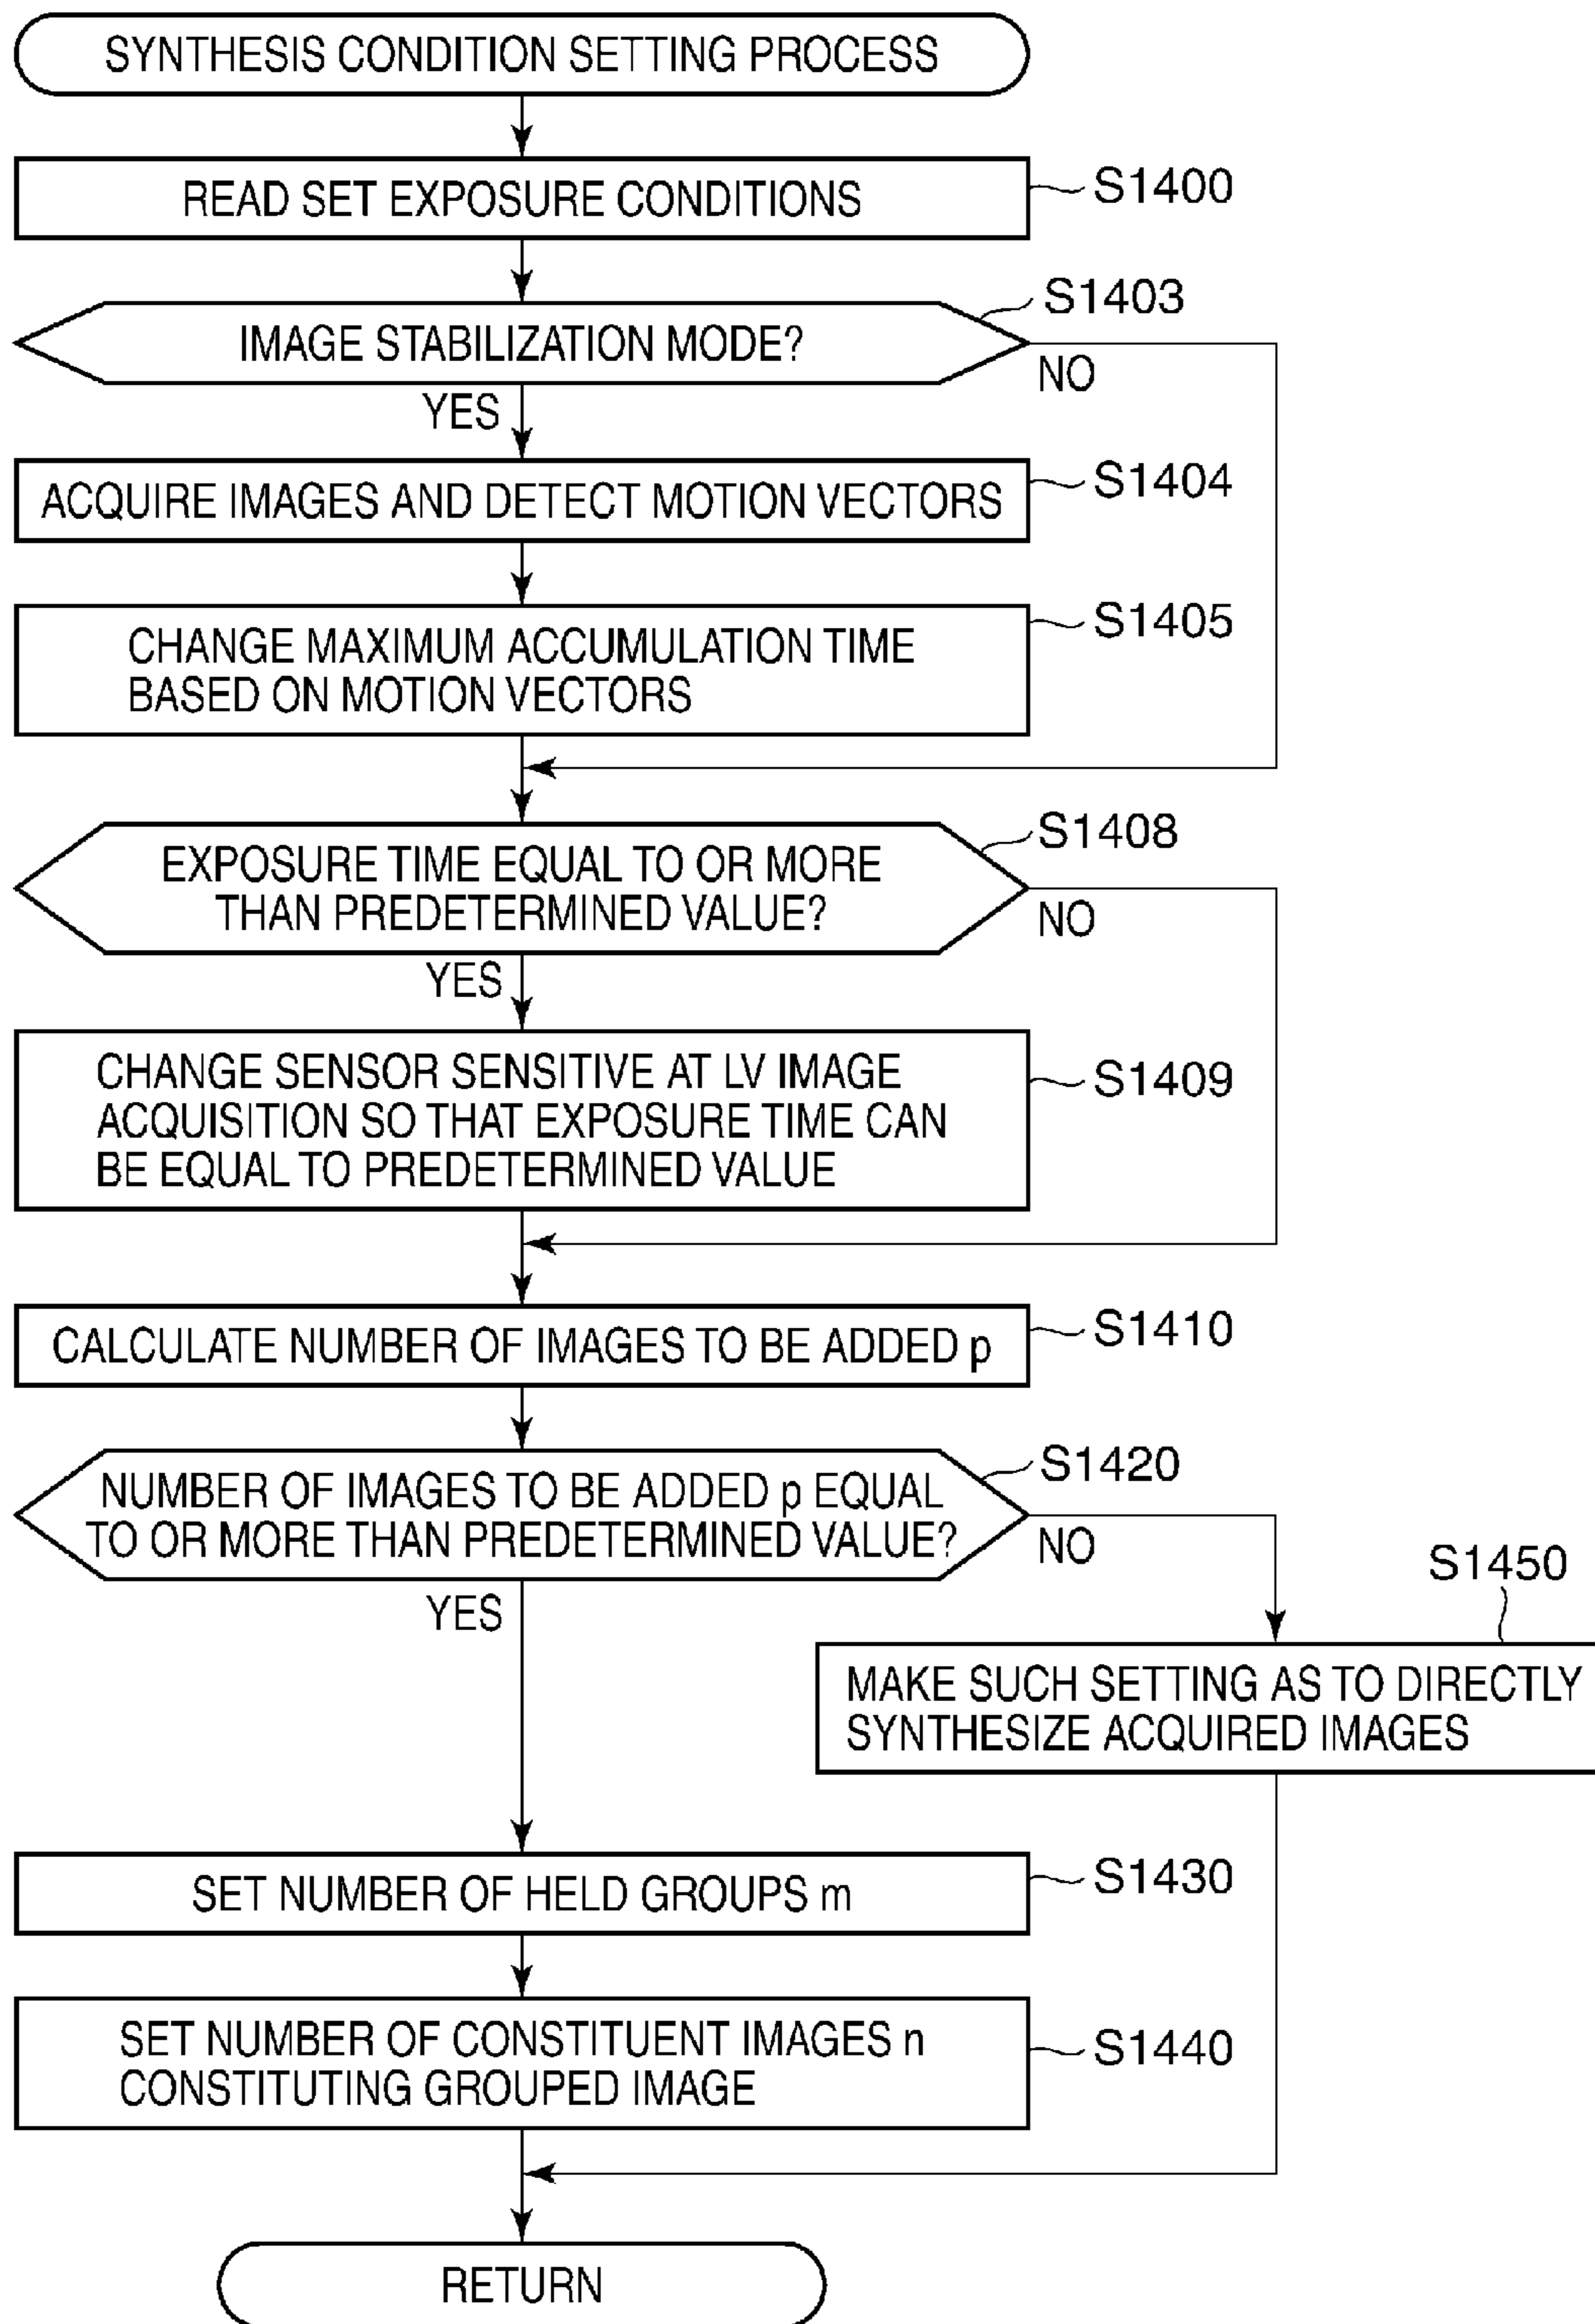 SYNTHESIS CONDITION SETTING PROCESS
READ SET EXPOSURE CONDITIONS
S1400
S1403
IMAGE STABILIZATION MODE?
NO
YES
ACQUIRE IMAGES AND DETECT MOTION VECTORS
S1404
CHANGE MAXIMUM ACCUMULATION TIME
BASED ON MOTION VECTORS
S1405
S1408
EXPOSURE TIME EQUAL TO OR MORE
THAN PREDETERMINED VALUE?
NO
YES
CHANGE SENSOR SENSITIVE AT LV IMAGE
ACQUISITION SO THAT EXPOSURE TIME CAN
BE EQUAL TO PREDETERMINED VALUE
S1409
CALCULATE NUMBER OF IMAGES TO BE ADDED p
S1410
S1420
NUMBER OF IMAGES TO BE ADDED p EQUAL
TO OR MORE THAN PREDETERMINED VALUE?
NO
YES
S1450
MAKE SUCH SETTING AS TO DIRECTLY
SYNTHESIZE ACQUIRED IMAGES
SET NUMBER OF HELD GROUPS m
S1430
SET NUMBER OF CONSTITUENT IMAGES n
CONSTITUTING GROUPED IMAGE
S1440
RETURN